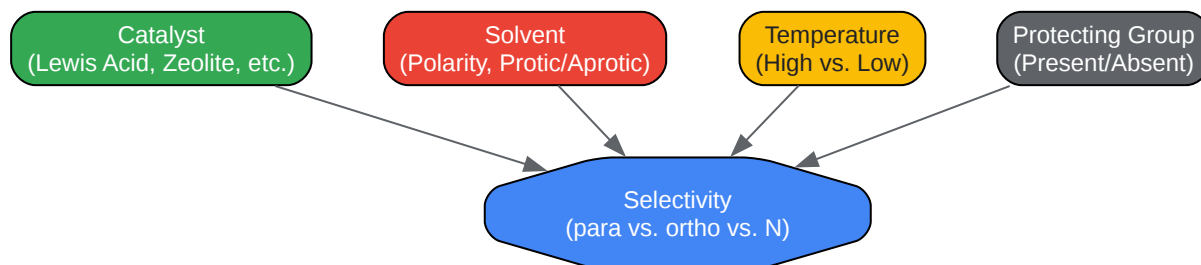 Catalyst
(Lewis Acid, Zeolite, etc.)
Solvent
(Polarity, Protic/Aprotic)
Temperature
(High vs. Low)
Protecting Group
(Present/Absent)
Selectivity
(para vs. ortho vs. N)